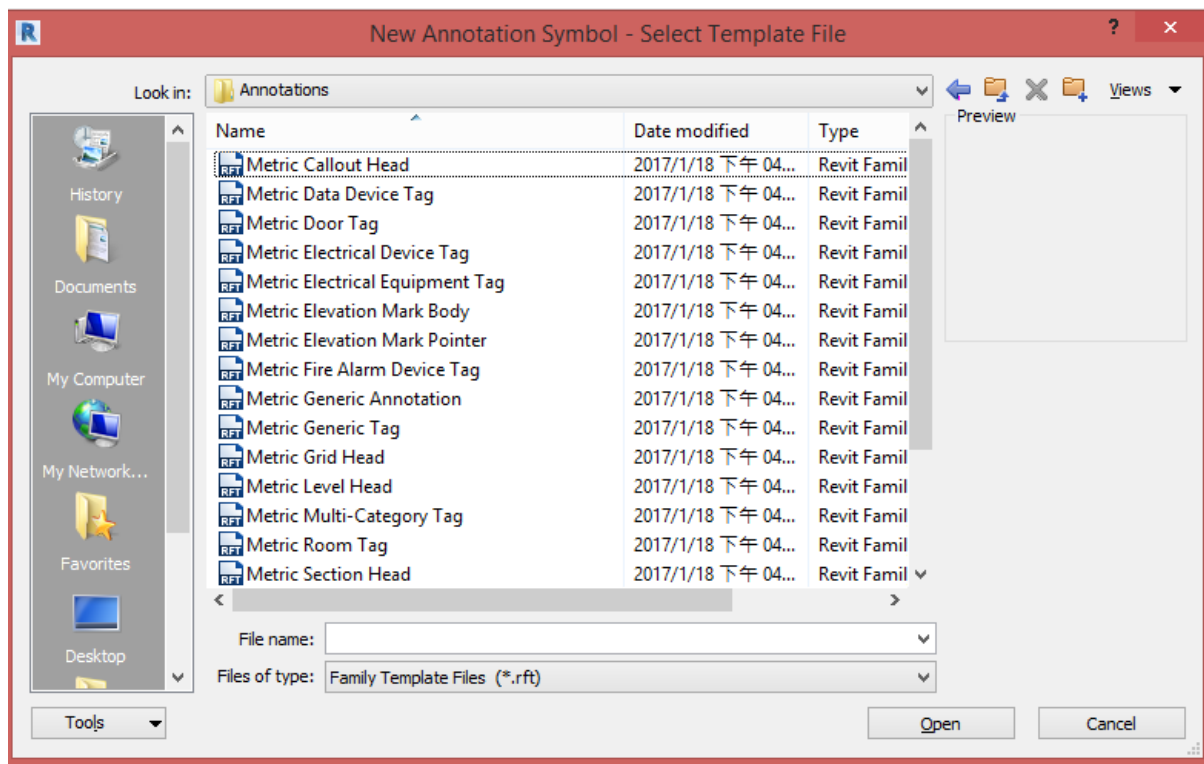 New Annotation Symbol - Select Template File
Look in: Annotations Views
Name Date modified Type Preview
Metric Callout Head 2017/1/18 下午 04... Revit Famil
Metric Data Device Tag 2017/1/18 下午 04... Revit Famil
Metric Door Tag 2017/1/18 下午 04... Revit Famil
Metric Electrical Device Tag 2017/1/18 下午 04... Revit Famil
Metric Electrical Equipment Tag 2017/1/18 下午 04... Revit Famil
Metric Elevation Mark Body 2017/1/18 下午 04... Revit Famil
Metric Elevation Mark Pointer 2017/1/18 下午 04... Revit Famil
Metric Fire Alarm Device Tag 2017/1/18 下午 04... Revit Famil
Metric Generic Annotation 2017/1/18 下午 04... Revit Famil
Metric Generic Tag 2017/1/18 下午 04... Revit Famil
Metric Grid Head 2017/1/18 下午 04... Revit Famil
Metric Level Head 2017/1/18 下午 04... Revit Famil
Metric Multi-Category Tag 2017/1/18 下午 04... Revit Famil
Metric Room Tag 2017/1/18 下午 04... Revit Famil
Metric Section Head 2017/1/18 下午 04... Revit Famil
History
Documents
My Computer
My Network...
Favorites
Desktop
File name:
Files of type: Family Template Files (*.rft)
Tools Open Cancel